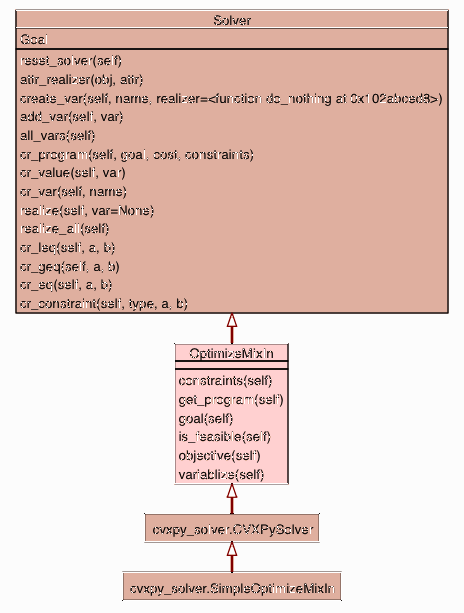 Solver
Goal
reset_solver(self)
attr_realizer(obj, attr)
create_var(self, name, realizer=<function do_nothing at 0x102abced8>)
add_var(self, var)
all_vars(self)
cr_program(self, goal, cost, constraints)
cr_value(self, var)
cr_var(self, name)
realize(self, var=None)
realize_all(self)
cr_leq(self, a, b)
cr_geq(self, a, b)
cr_eq(self, a, b)
cr_constraint(self, type, a, b)
OptimizeMixIn
constraints(self)
get_program(self)
goal(self)
is_feasible(self)
objective(self)
variablize(self)
cvxpy_solver.CVXPySolver
cvxpy_solver.SimpleOptimizeMixIn